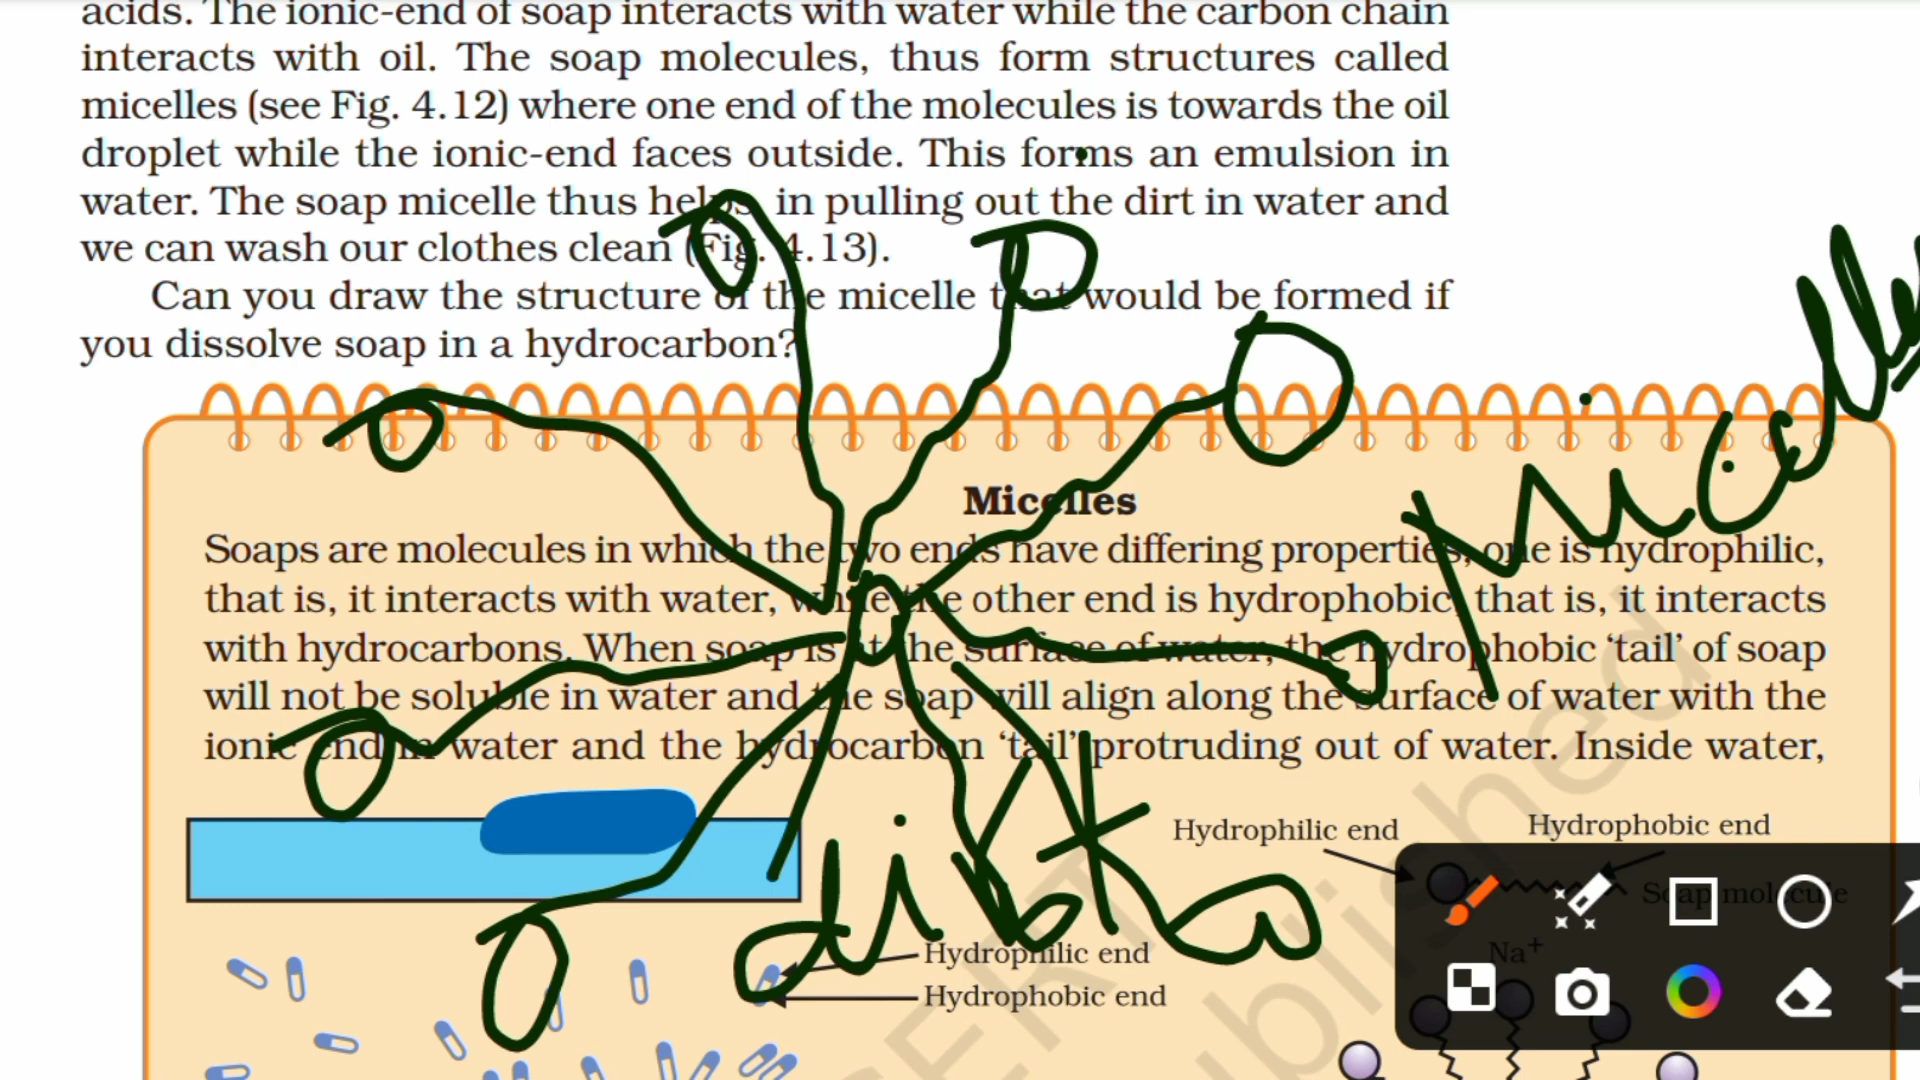 acids. The ionic-end of soap interacts with water while the carbon chain
interacts with oil. The soap molecules, thus form structures called
micelles (see Fig. 4.12) where one end of the molecules is towards the oil
droplet while the ionic-end faces outside. This forms an emulsion in
water. The soap micelle thus helps in pulling out the dirt in water and
we can wash our clothes clean (Fig. 4.13).
Can you draw the structure of the micelle that would be formed if
you dissolve soap in a hydrocarbon?
Micelles
Soaps are molecules in which the two ends have differing properties, one is hydrophilic,
that is, it interacts with water, while the other end is hydrophobic, that is, it interacts
with hydrocarbons. When soap is at the surface of water, the hydrophobic ‘tail’ of soap
will not be soluble in water and the soap will align along the surface of water with the
ionic end in water and the hydrocarbon ‘tail’ protruding out of water. Inside water,
Hydrophilic end
Hydrophobic end
Soap molecule
Na+
Hydrophilic end
Hydrophobic end